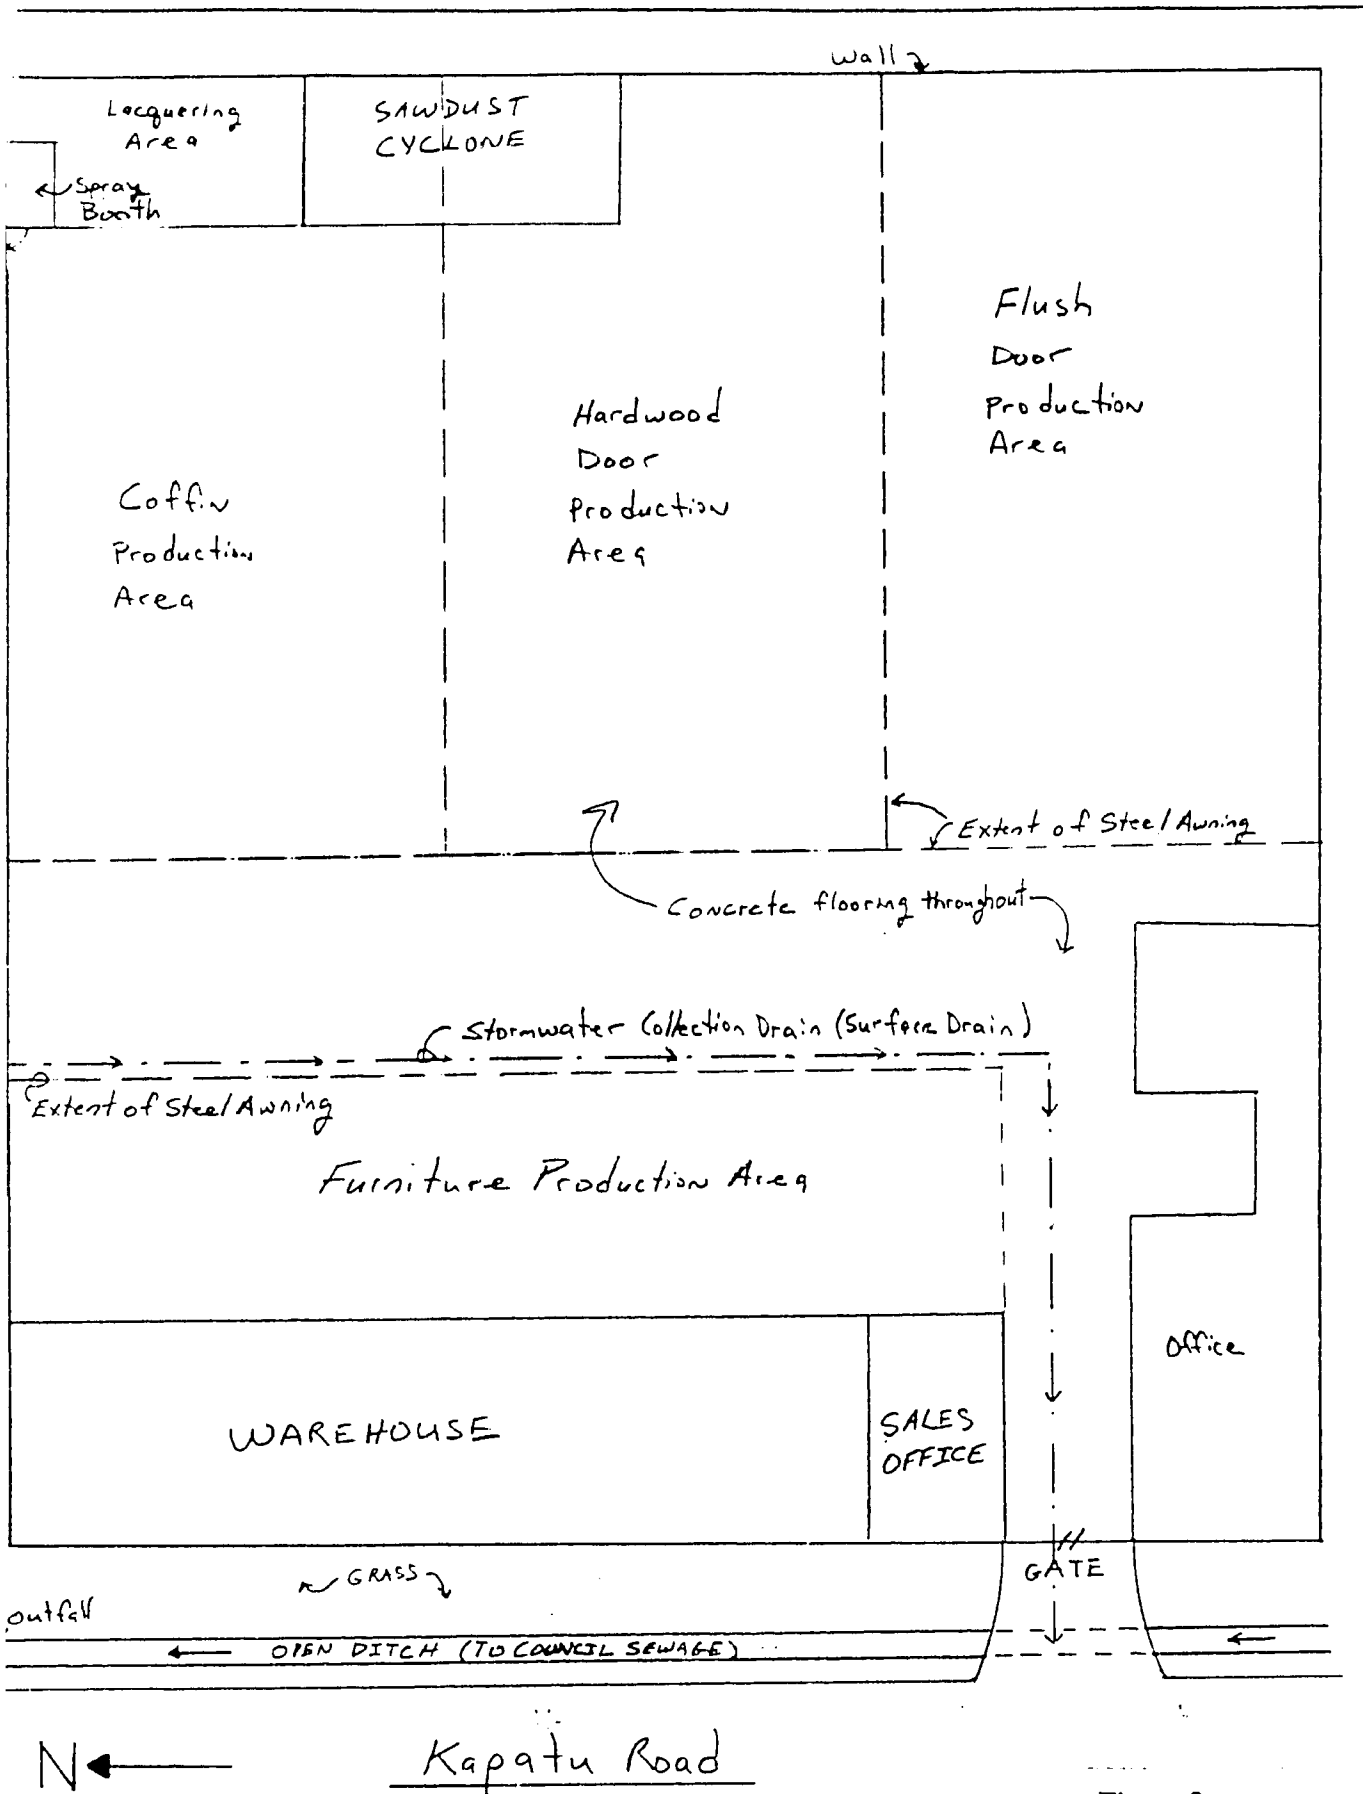 Wall
Lacquering
Area
SAWDUST
CYCLONE
Spray
Booth
Flush
Door
Production
Area
Hardwood
Door
Production
Area
Coffin
Production
Area
Extent of Steel Awning
Concrete flooring throughout
Stormwater Collection Drain (Surface Drain)
Extent of Steel Awning
Furniture Production Area
Office
WAREHOUSE
SALES
OFFICE
GATE
GRASS
outfall
OPEN DITCH (TO COUNCIL SEWAGE)
N
Kapatu Road